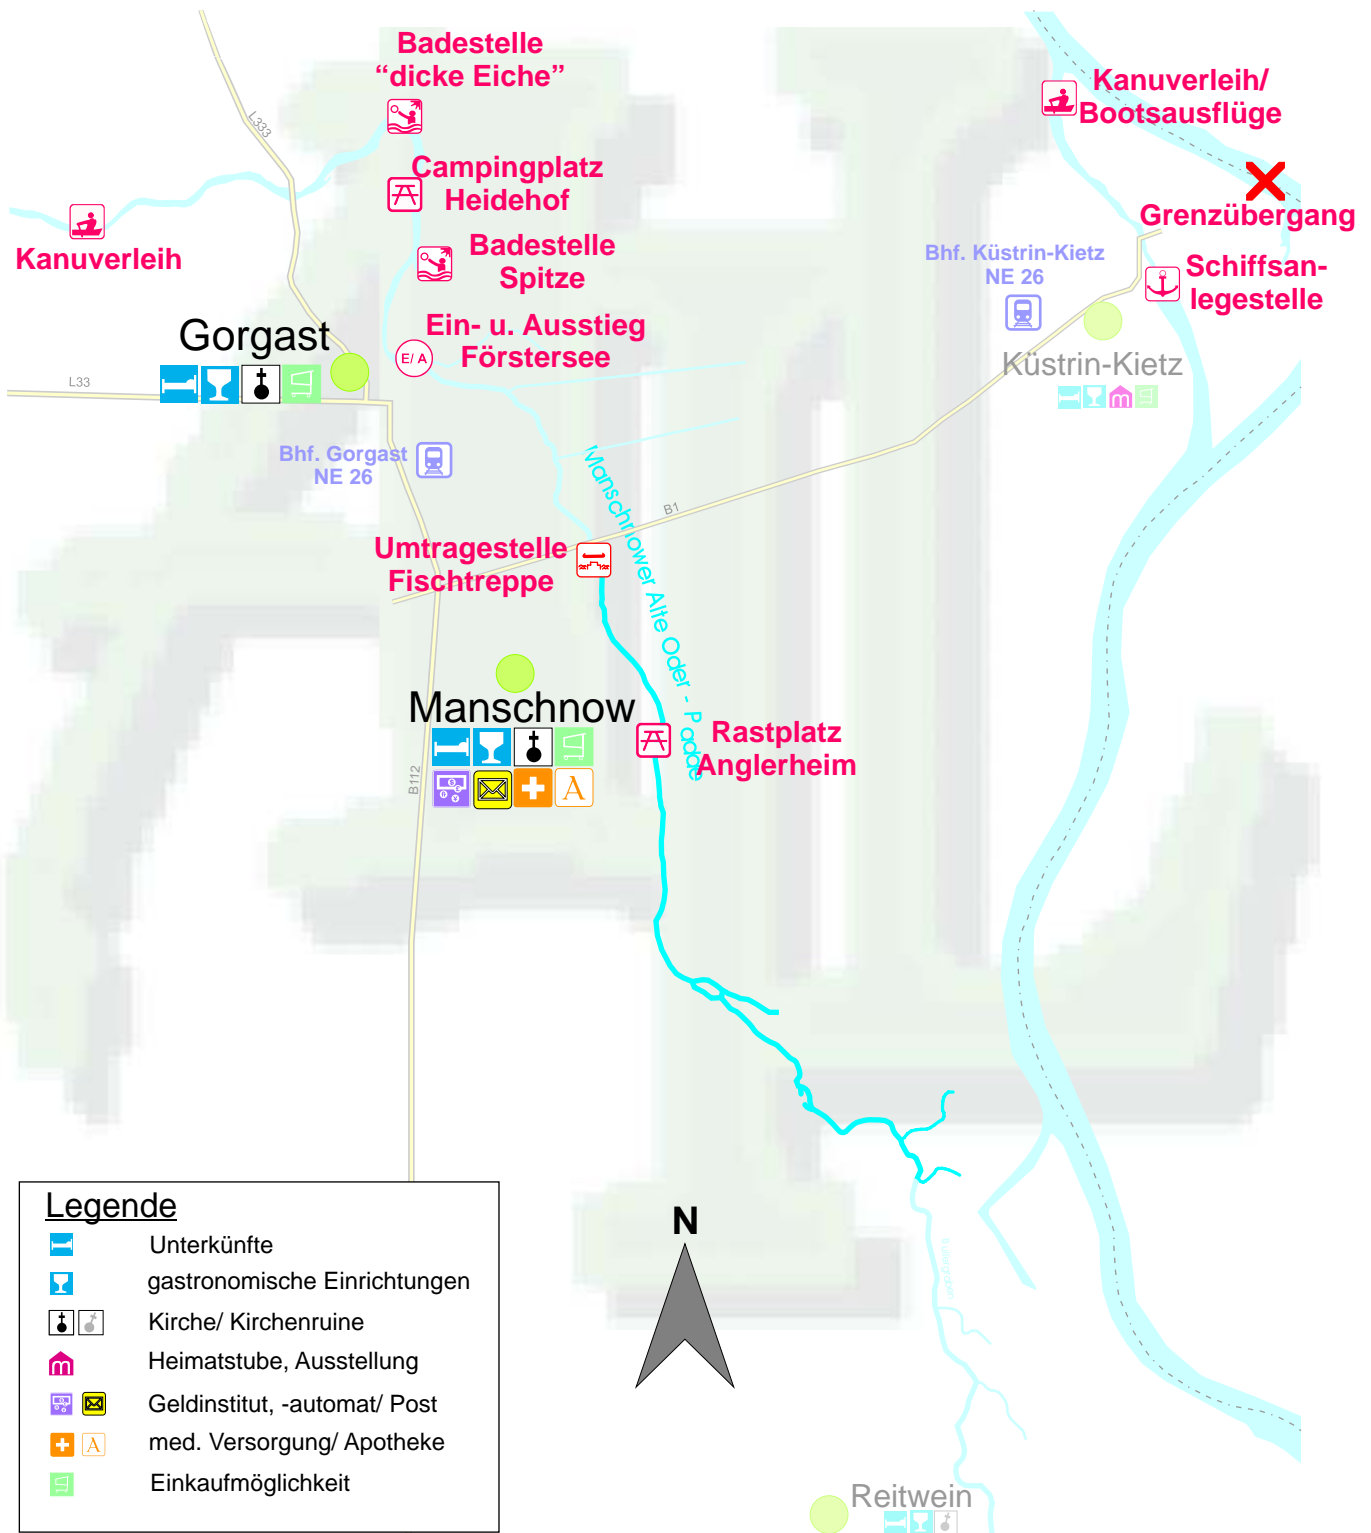 Badestelle
“dicke Eiche”
Kanuverleih/
Bootsausflüge
L333
Campingplatz
Heidehof
Grenzübergang
Kanuverleih
Badestelle
Spitze
Bhf. Küstrin-Kietz
NE 26
Schiffsan-
legestelle
Gorgast
Ein- u. Ausstieg
Förstersee
E/ A
Küstrin-Kietz
L33
Bhf. Gorgast
NE 26
B1
Manschnower Alte Oder - Padde
Umtragestelle
Fischtreppe
Manschnow
A
Rastplatz
Anglerheim
B112
N
Legende
Unterkünfte
gastronomische Einrichtungen
Kirche/ Kirchenruine
Heimatstube, Ausstellung
Geldinstitut, -automat/ Post
A
med. Versorgung/ Apotheke
Einkaufmöglichkeit
Reitwein